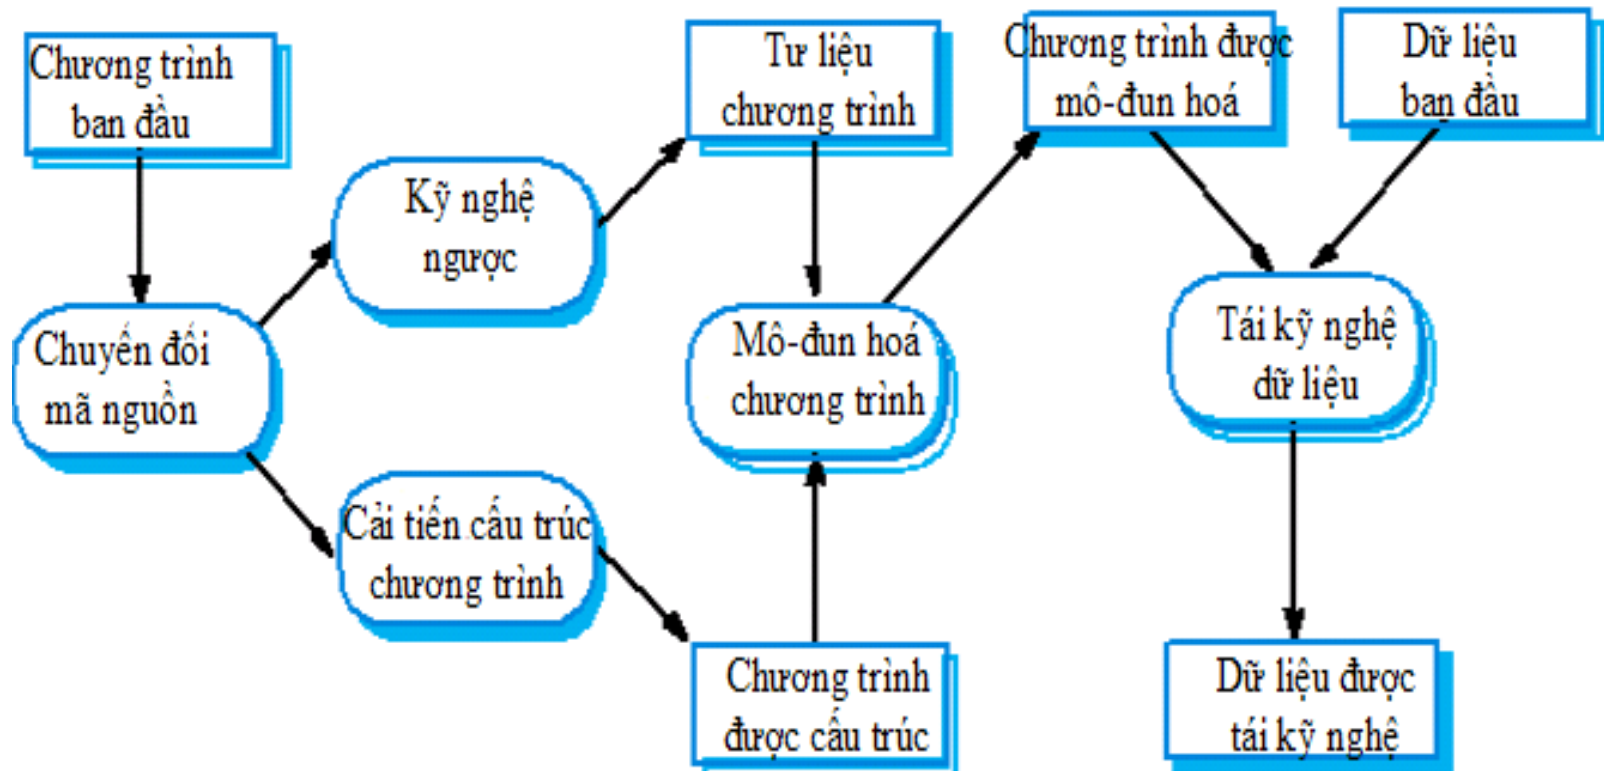 Chương trình
ban đầu
Tư liệu
chương trình
Chương trình được
mô-đun hoá
Dữ liệu
ban đầu
Kỹ nghệ
ngược
Chuyển đổi
mã nguồn
Mô-đun hoá
chương trình
Tái kỹ nghệ
dữ liệu
Cải tiến cấu trúc
chương trình
Chương trình
được cấu trúc
Dữ liệu được
tái kỹ nghệ